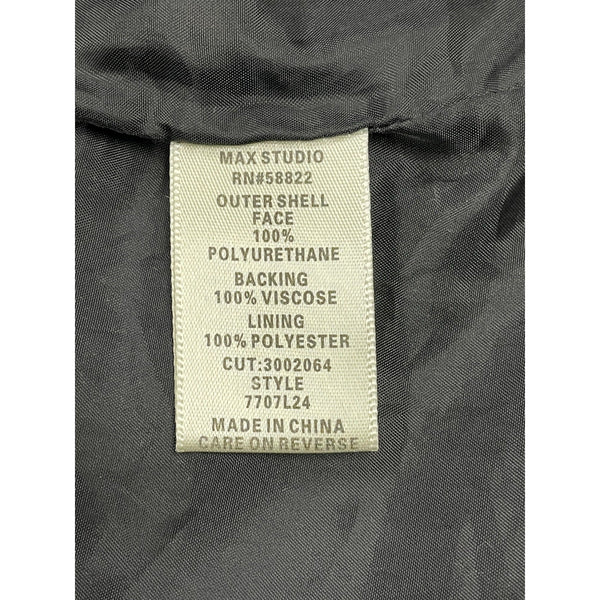 MAX STUDIO
RN#58822
OUTER SHELL
FACE
100%
POLYURETHANE
BACKING
100% VISCOSE
LINING
100% POLYESTER
CUT:3002064
STYLE
7707L24
MADE IN CHINA
CARE ON REVERSE